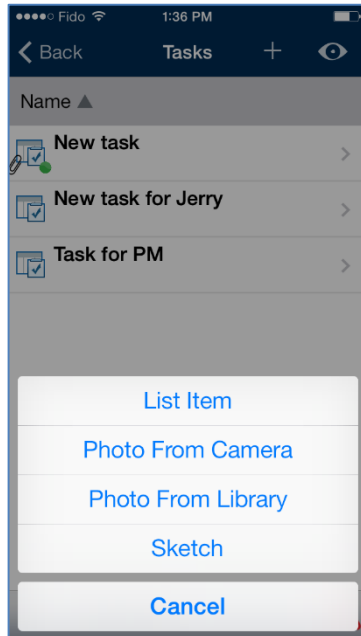 Fido 1:36 PM
Back Tasks +
Name
New task
New task for Jerry
Task for PM
List Item
Photo From Camera
Photo From Library
Sketch
Cancel